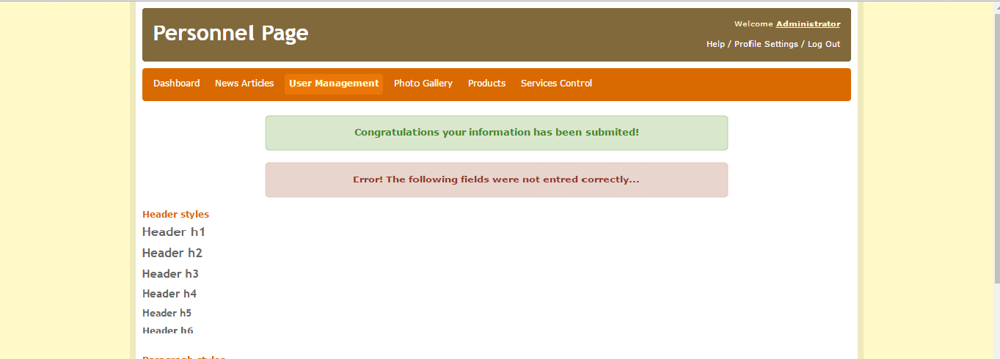 Personnel Page
Welcome Administrator
Help / Profile Settings / Log Out
Dashboard News Articles User Management Photo Gallery Products Services Control
Congratulations your information has been submited!
Error! The following fields were not entred correctly...
Header styles
Header h1
Header h2
Header h3
Header h4
Header h5
Header h6
Paragraph styles